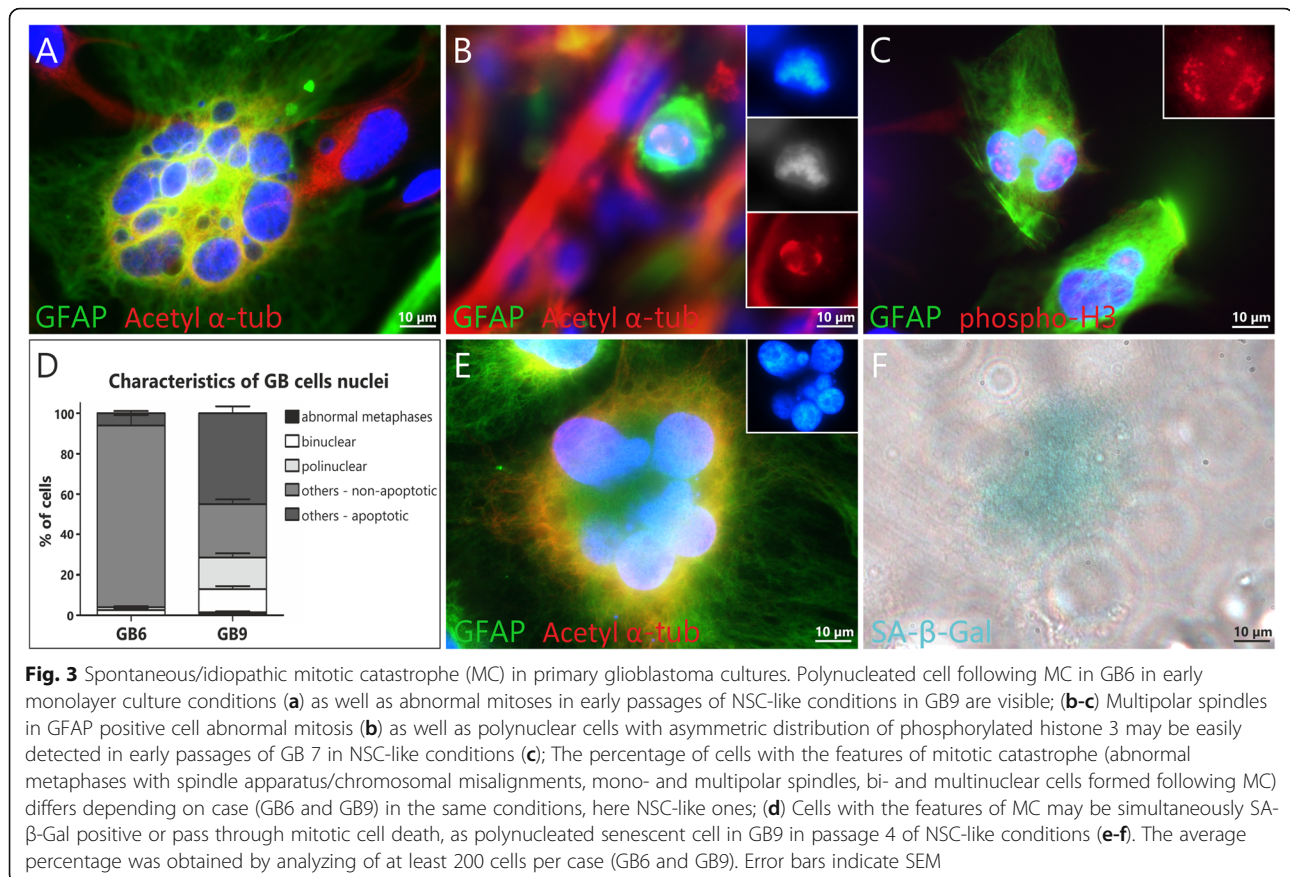 A
GFAP Acetyl α-tub
10 μm
B
GFAP Acetyl α-tub
10 μm
C
GFAP phospho-H3
10 μm
D
Characteristics of GB cells nuclei
% of cells
100
80
60
40
20
0
GB6 GB9
abnormal metaphases
binuclear
polinuclear
others - non-apoptotic
others - apoptotic
E
GFAP Acetyl α-tub
10 μm
F
SA-β-Gal
10 μm
Fig. 3 Spontaneous/idiopathic mitotic catastrophe (MC) in primary glioblastoma cultures. Polynucleated cell following MC in GB6 in early
monolayer culture conditions (a) as well as abnormal mitoses in early passages of NSC-like conditions in GB9 are visible; (b-c) Multipolar spindles
in GFAP positive cell abnormal mitosis (b) as well as polynuclear cells with asymmetric distribution of phosphorylated histone 3 may be easily
detected in early passages of GB 7 in NSC-like conditions (c); The percentage of cells with the features of mitotic catastrophe (abnormal
metaphases with spindle apparatus/chromosomal misalignments, mono- and multipolar spindles, bi- and multinuclear cells formed following MC)
differs depending on case (GB6 and GB9) in the same conditions, here NSC-like ones; (d) Cells with the features of MC may be simultaneously SA-
β-Gal positive or pass through mitotic cell death, as polynucleated senescent cell in GB9 in passage 4 of NSC-like conditions (e-f). The average
percentage was obtained by analyzing of at least 200 cells per case (GB6 and GB9). Error bars indicate SEM